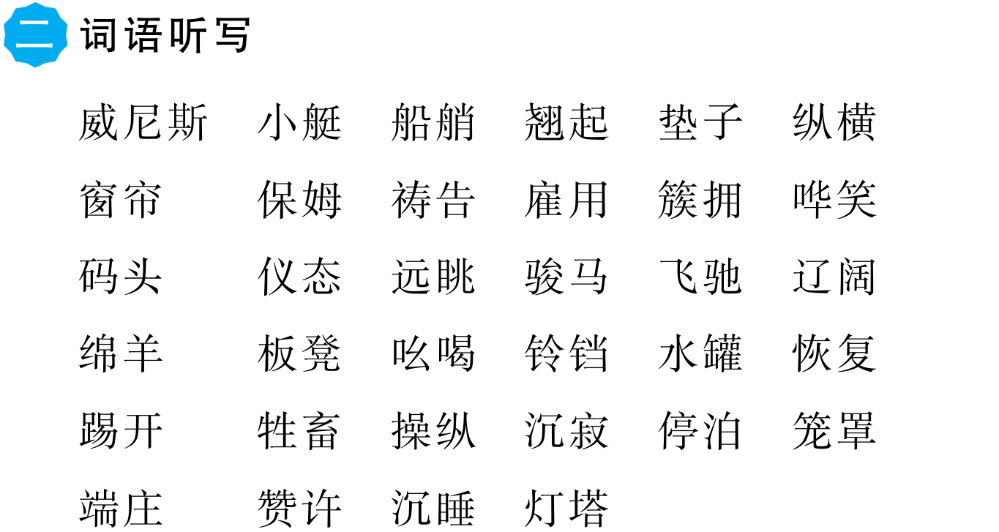 二 词语听写
威尼斯 小艇 船艄 翘起 垫子 纵横
窗帘 保姆 祷告 雇用 簇拥 哗笑
码头 仪态 远眺 骏马 飞驰 辽阔
绵羊 板凳 吆喝 铃铛 水罐 恢复
踢开 牲畜 操纵 沉寂 停泊 笼罩
端庄 赞许 沉睡 灯塔